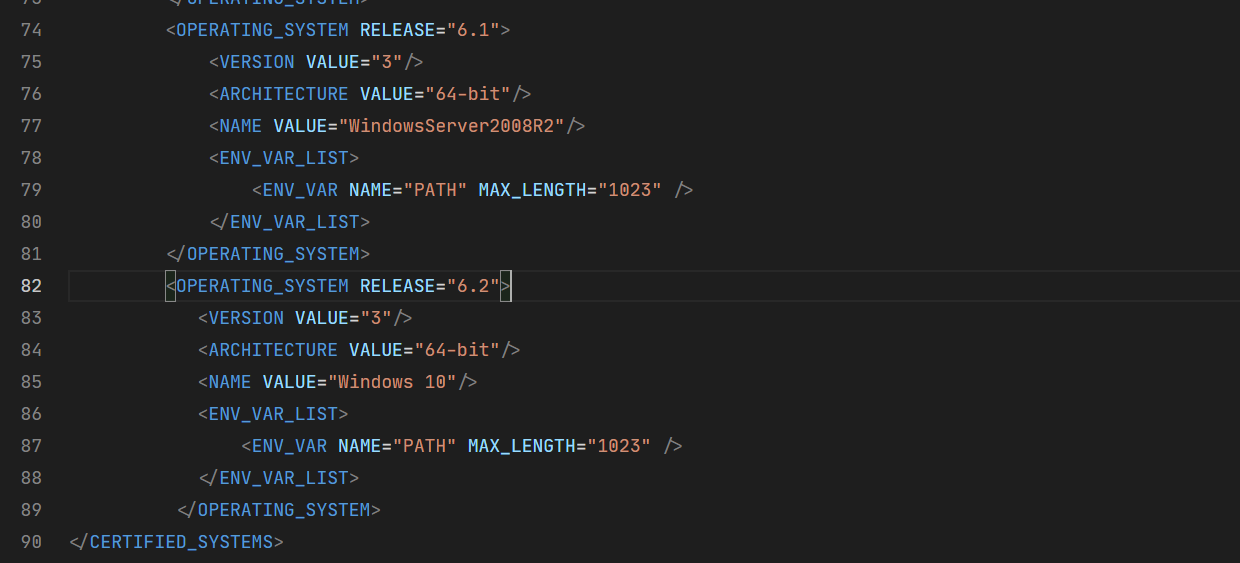 73 </OPERATING_SYSTEM>
74 <OPERATING_SYSTEM RELEASE="6.1">
75 <VERSION VALUE="3"/>
76 <ARCHITECTURE VALUE="64-bit"/>
77 <NAME VALUE="WindowsServer2008R2"/>
78 <ENV_VAR_LIST>
79 <ENV_VAR NAME="PATH" MAX_LENGTH="1023" />
80 </ENV_VAR_LIST>
81 </OPERATING_SYSTEM>
82 <OPERATING_SYSTEM RELEASE="6.2">
83 <VERSION VALUE="3"/>
84 <ARCHITECTURE VALUE="64-bit"/>
85 <NAME VALUE="Windows 10"/>
86 <ENV_VAR_LIST>
87 <ENV_VAR NAME="PATH" MAX_LENGTH="1023" />
88 </ENV_VAR_LIST>
89 </OPERATING_SYSTEM>
90 </CERTIFIED_SYSTEMS>